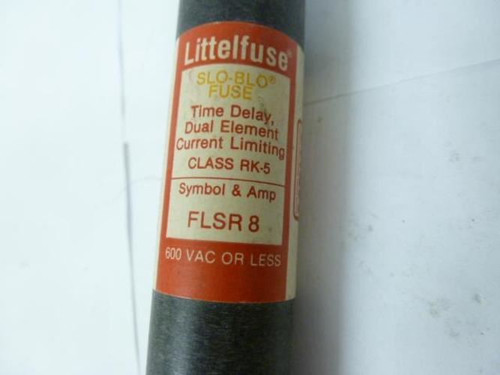 Littelfuse®
SLO-BLO®
FUSE
Time Delay,
Dual Element
Current Limiting
CLASS RK-5
Symbol & Amp
FLSR 8
600 VAC OR LESS